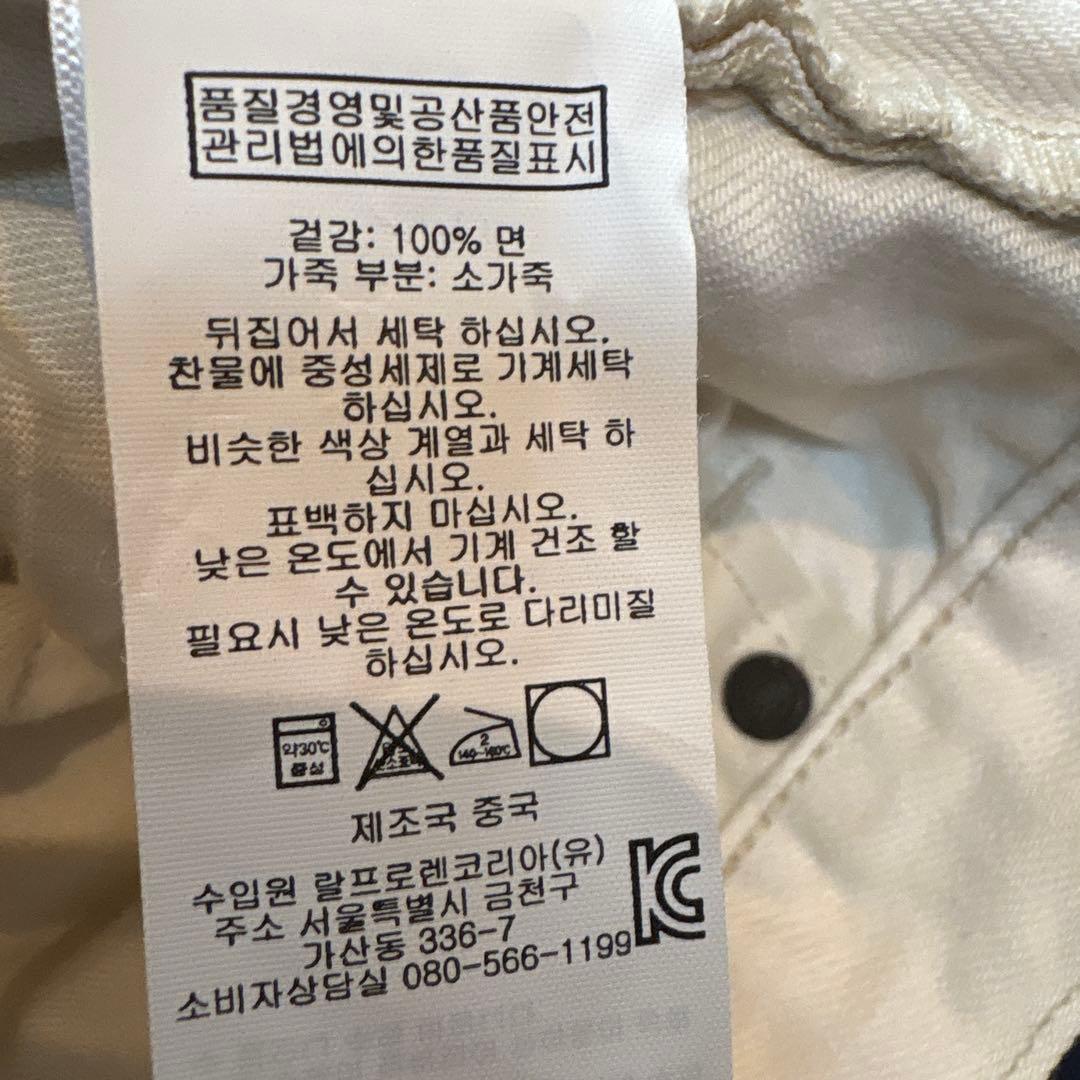 품질경영및공산품안전
관리법에의한품질표시
겉감: 100% 면
가죽 부분: 소가죽
뒤집어서 세탁 하십시오.
찬물에 중성세제로 기계세탁
하십시오.
비슷한 색상 계열과 세탁 하
십시오.
표백하지 마십시오.
낮은 온도에서 기계 건조 할
수 있습니다.
필요시 낮은 온도로 다리미질
하십시오.
약30℃
중성
2
140~160℃
제조국 중국
수입원 랄프로렌코리아(유)
주소 서울특별시 금천구
가산동 336-7
소비자상담실 080-566-1199